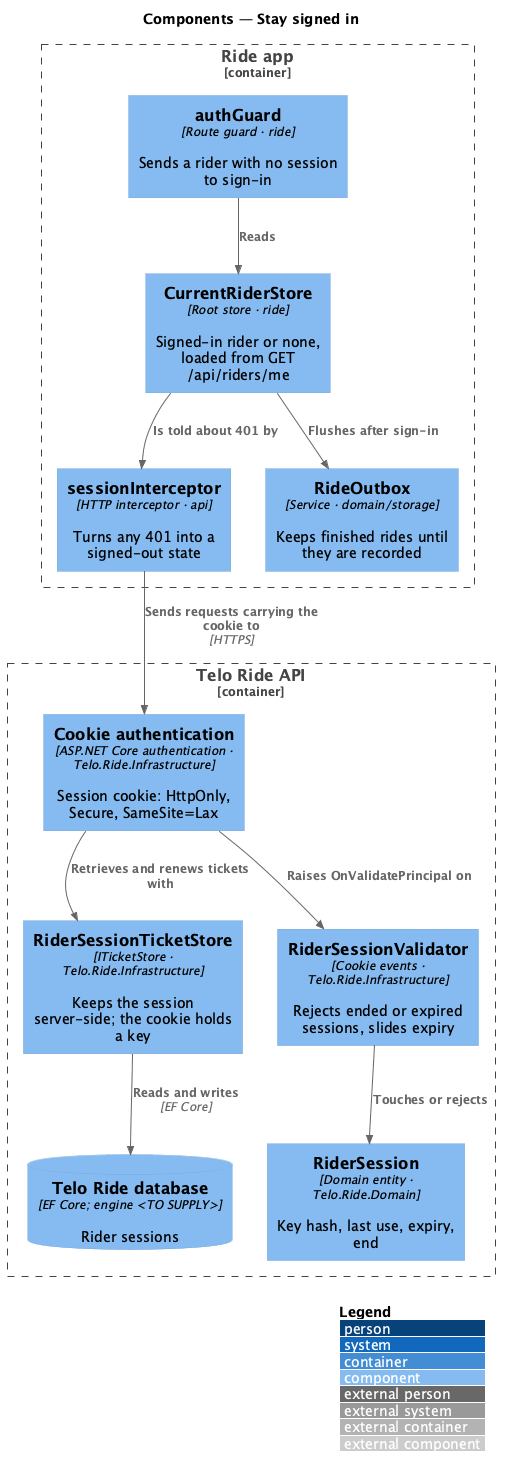 Components — Stay signed in
Ride app
[container]
authGuard
[Route guard · ride]
Sends a rider with no session
to sign-in
Reads
CurrentRiderStore
[Root store · ride]
Signed-in rider or none,
loaded from GET
/api/riders/me
Is told about 401 by
Flushes after sign-in
sessionInterceptor
[HTTP interceptor · api]
Turns any 401 into a
signed-out state
RideOutbox
[Service · domain/storage]
Keeps finished rides until
they are recorded
Sends requests carrying the
cookie to
[HTTPS]
Telo Ride API
[container]
Cookie authentication
[ASP.NET Core authentication ·
Telo.Ride.Infrastructure]
Session cookie: HttpOnly,
Secure, SameSite=Lax
Retrieves and renews tickets
with
Raises OnValidatePrincipal on
RiderSessionTicketStore
[ITicketStore ·
Telo.Ride.Infrastructure]
Keeps the session
server-side; the cookie holds
a key
RiderSessionValidator
[Cookie events ·
Telo.Ride.Infrastructure]
Rejects ended or expired
sessions, slides expiry
Reads and writes
[EF Core]
Touches or rejects
Telo Ride database
[EF Core; engine <TO SUPPLY>]
Rider sessions
RiderSession
[Domain entity ·
Telo.Ride.Domain]
Key hash, last use, expiry,
end
Legend
person
system
container
component
external person
external system
external container
external component